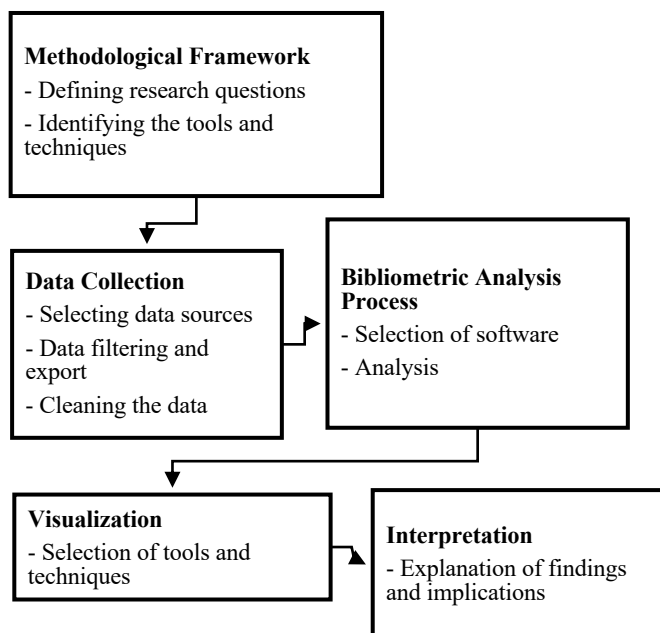 Methodological Framework
- Defining research questions
- Identifying the tools and
techniques
Data Collection
- Selecting data sources
- Data filtering and
export
- Cleaning the data
Bibliometric Analysis
Process
- Selection of software
- Analysis
Visualization
- Selection of tools and
techniques
Interpretation
- Explanation of findings
and implications